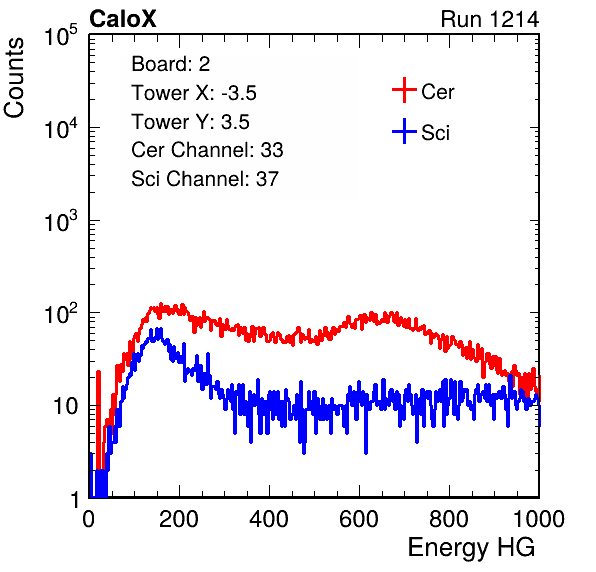 CaloX
Run 1214
Counts
Board: 2
Tower X: -3.5
Tower Y: 3.5
Cer Channel: 33
Sci Channel: 37
Cer
Sci
10^5
10^4
10^3
10^2
10
1
0 200 400 600 800 1000
Energy HG